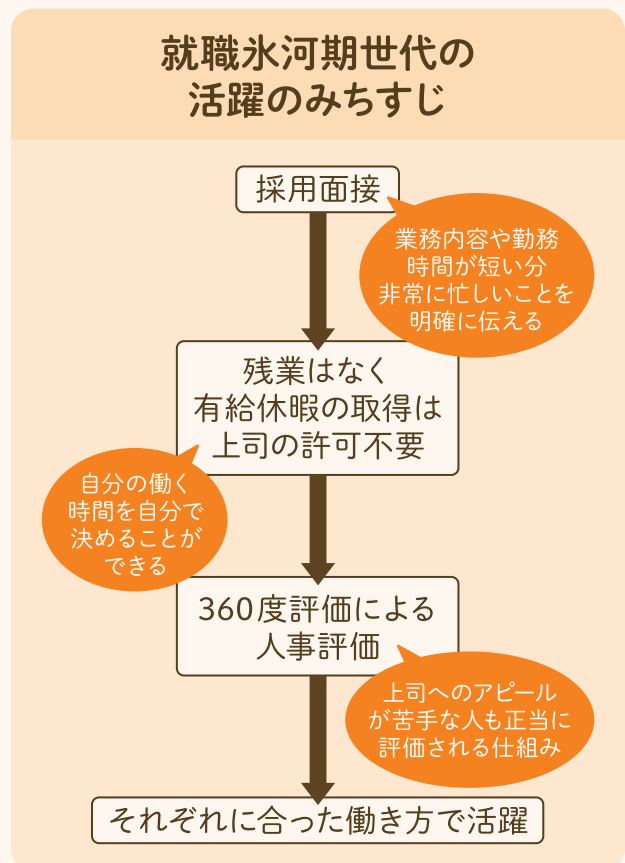 就職氷河期世代の
活躍のみちすじ
採用面接
業務内容や勤務
時間が短い分
非常に忙しいことを
明確に伝える
残業はなく
有給休暇の取得は
上司の許可不要
自分の働く
時間を自分で
決めることが
できる
360度評価による
人事評価
上司へのアピール
が苦手な人も正当に
評価される仕組み
それぞれに合った働き方で活躍